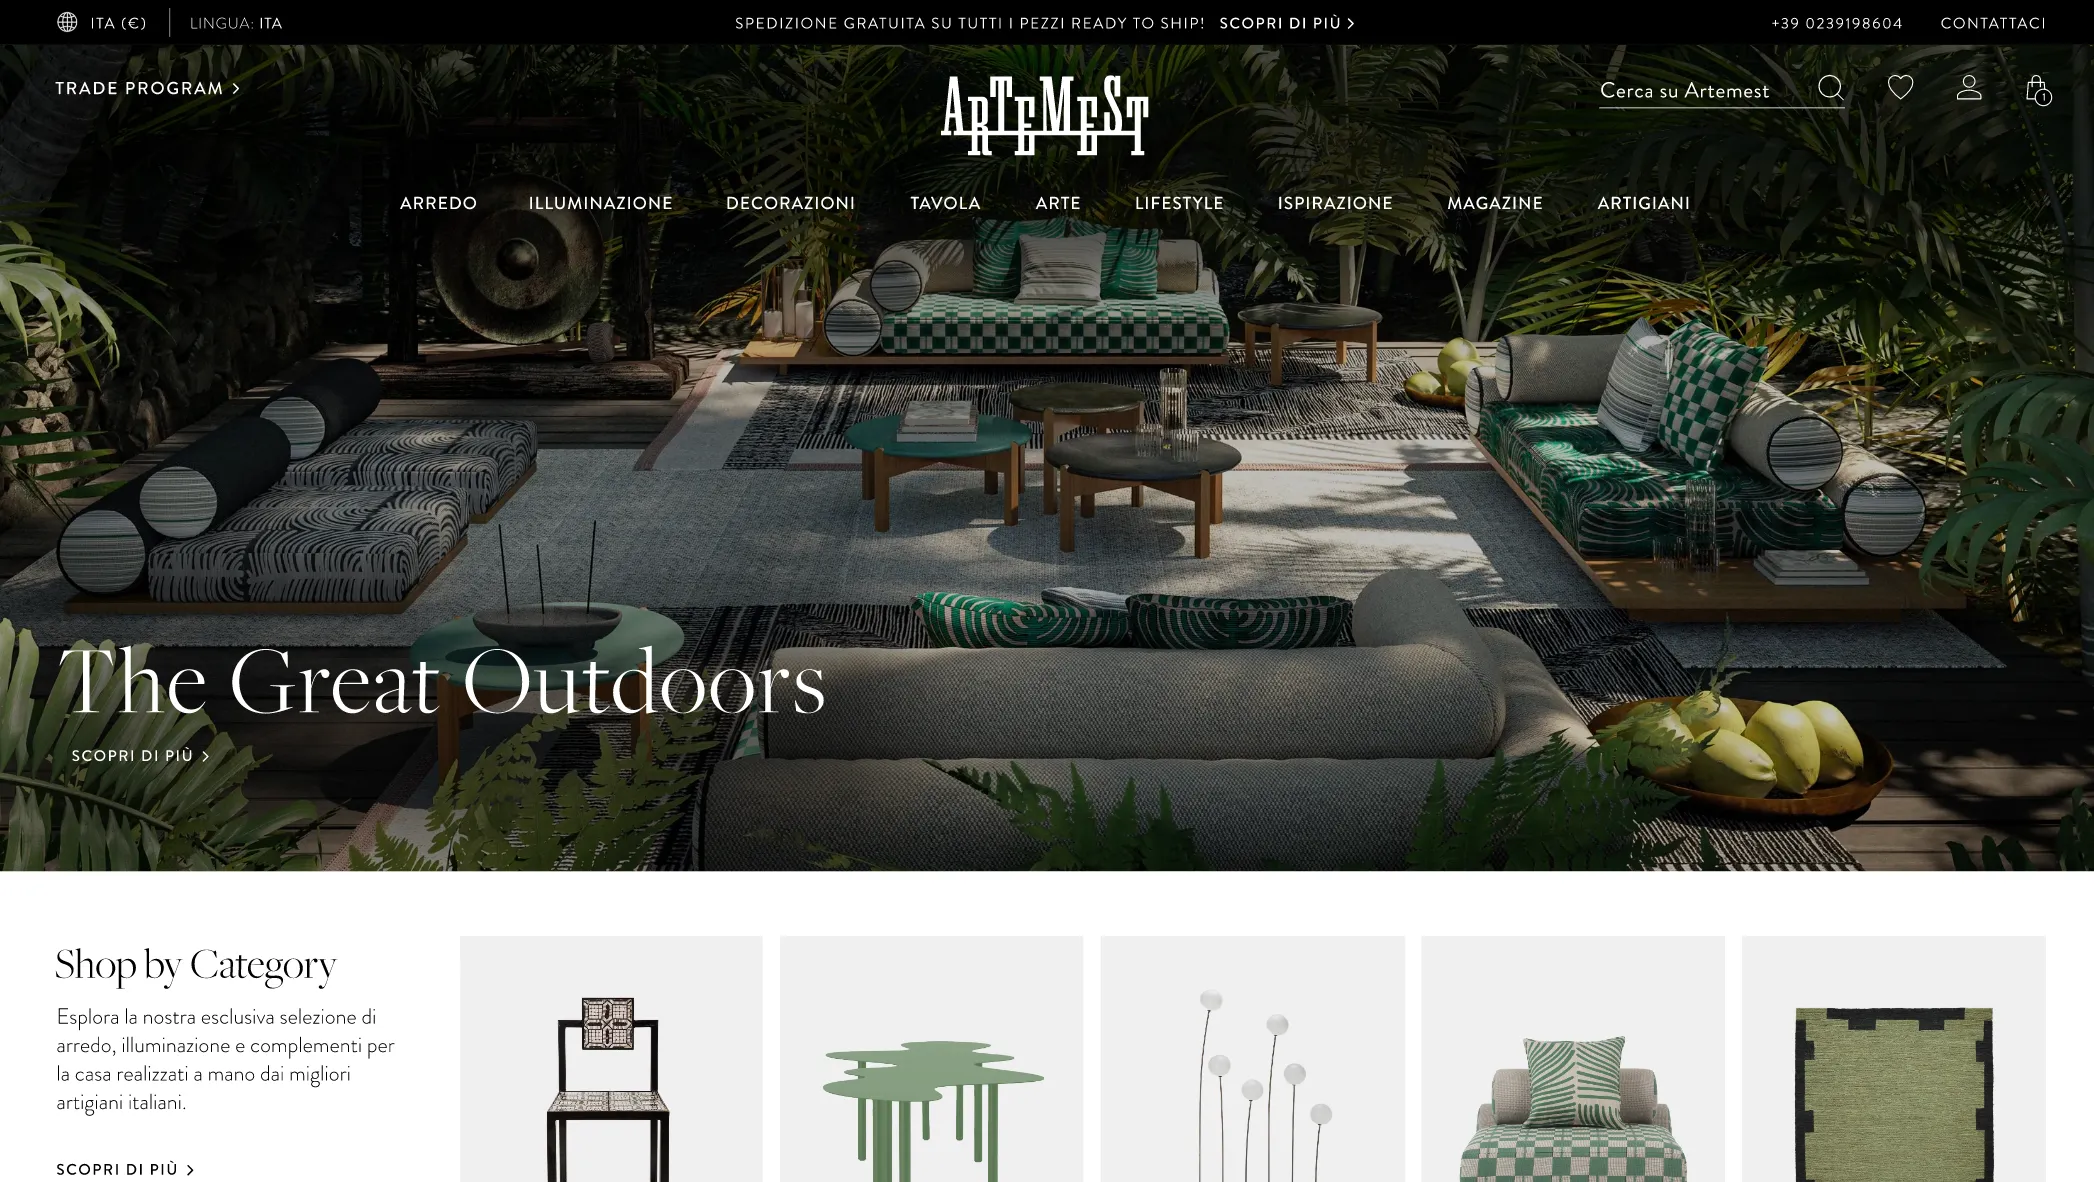 ITA (€)
LINGUA: ITA
SPEDIZIONE GRATUITA SU TUTTI I PEZZI READY TO SHIP! SCOPRI DI PIÙ
+39 0239198604
CONTATTACI
TRADE PROGRAM
ARTEMEST
Cerca su Artemest
1
ARREDO
ILLUMINAZIONE
DECORAZIONI
TAVOLA
ARTE
LIFESTYLE
ISPIRAZIONE
MAGAZINE
ARTIGIANI
The Great Outdoors
SCOPRI DI PIÙ
Shop by Category
Esplora la nostra esclusiva selezione di
arredo, illuminazione e complementi per
la casa realizzati a mano dai migliori
artigiani italiani.
SCOPRI DI PIÙ